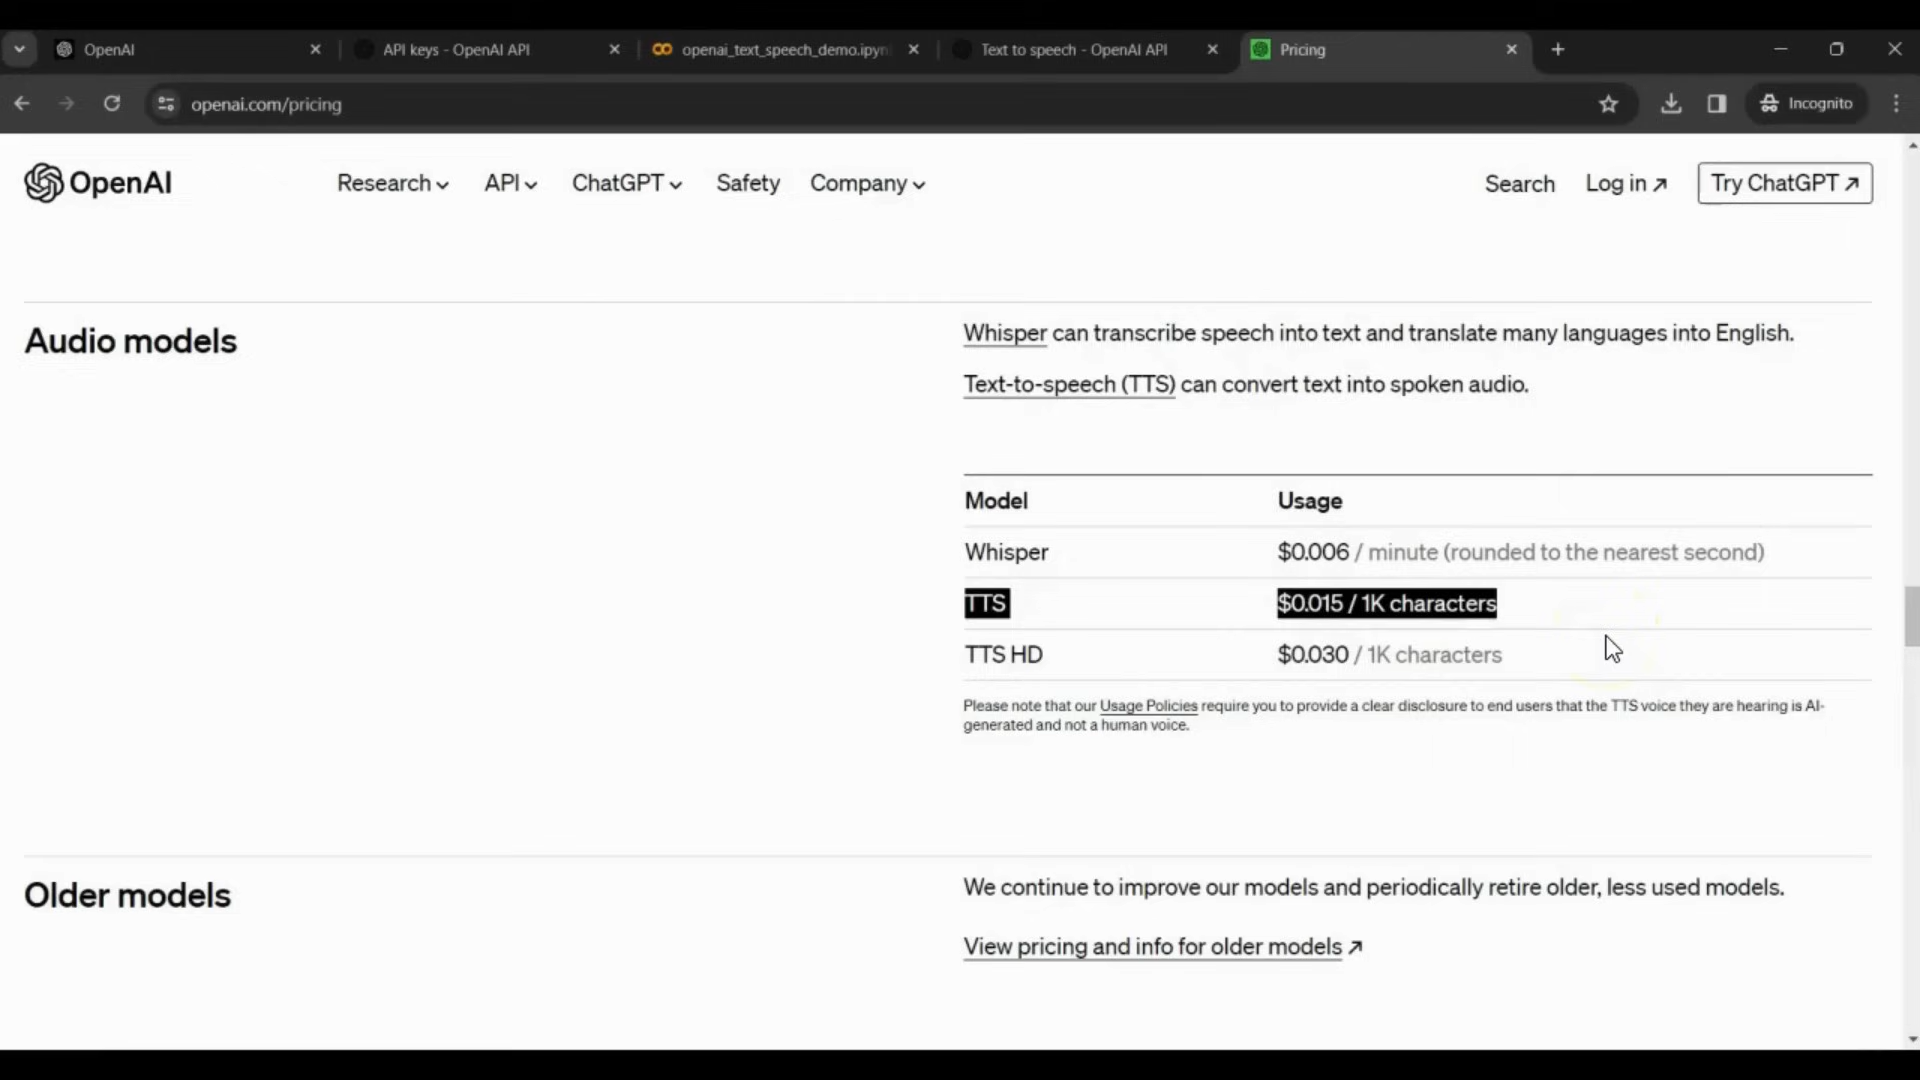 OpenAI
API keys - OpenAI API
openai_text_speech_demo.ipyn
Text to speech - OpenAI API
Pricing
openai.com/pricing
Incognito
OpenAI
Research
API
ChatGPT
Safety
Company
Search
Log in ↗
Try ChatGPT ↗
Audio models
Whisper can transcribe speech into text and translate many languages into English.
Text-to-speech (TTS) can convert text into spoken audio.
Model Usage
Whisper $0.006 / minute (rounded to the nearest second)
TTS $0.015 / 1K characters
TTS HD $0.030 / 1K characters
Please note that our Usage Policies require you to provide a clear disclosure to end users that the TTS voice they are hearing is AI-
generated and not a human voice.
Older models
We continue to improve our models and periodically retire older, less used models.
View pricing and info for older models ↗